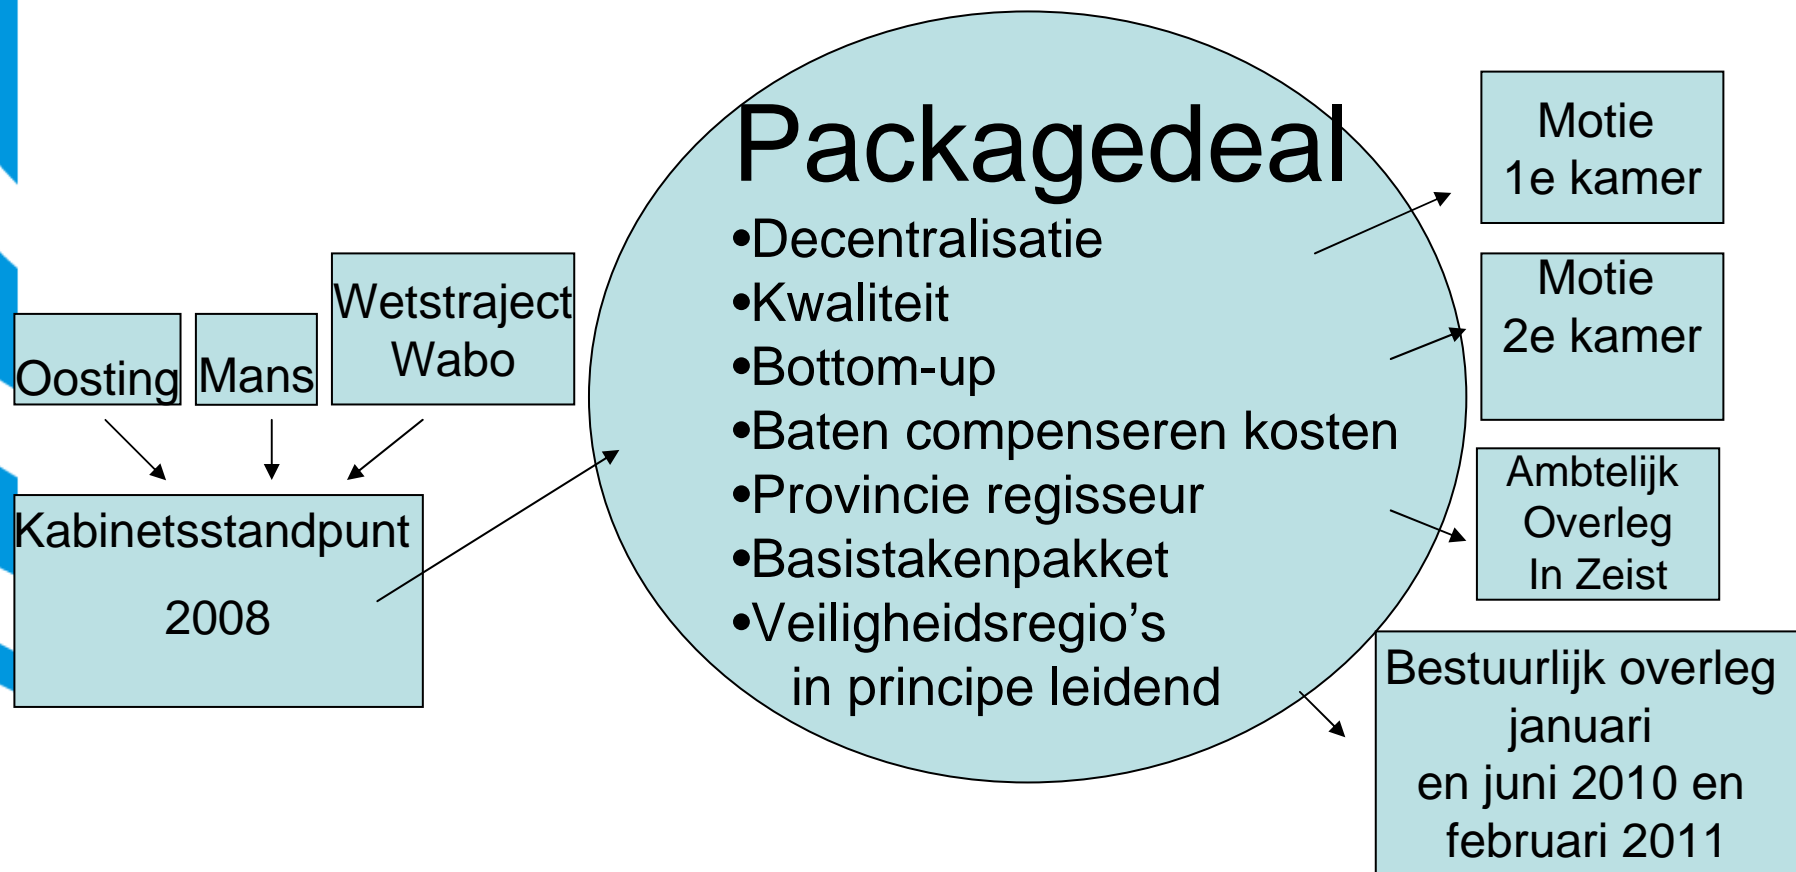 Oosting
Mans
Wetstraject
Wabo
Kabinetsstandpunt
2008
Packagedeal
•Decentralisatie
•Kwaliteit
•Bottom-up
•Baten compenseren kosten
•Provincie regisseur
•Basistakenpakket
•Veiligheidsregio’s
in principe leidend
Motie
1e kamer
Motie
2e kamer
Ambtelijk
Overleg
In Zeist
Bestuurlijk overleg
januari
en juni 2010 en
februari 2011